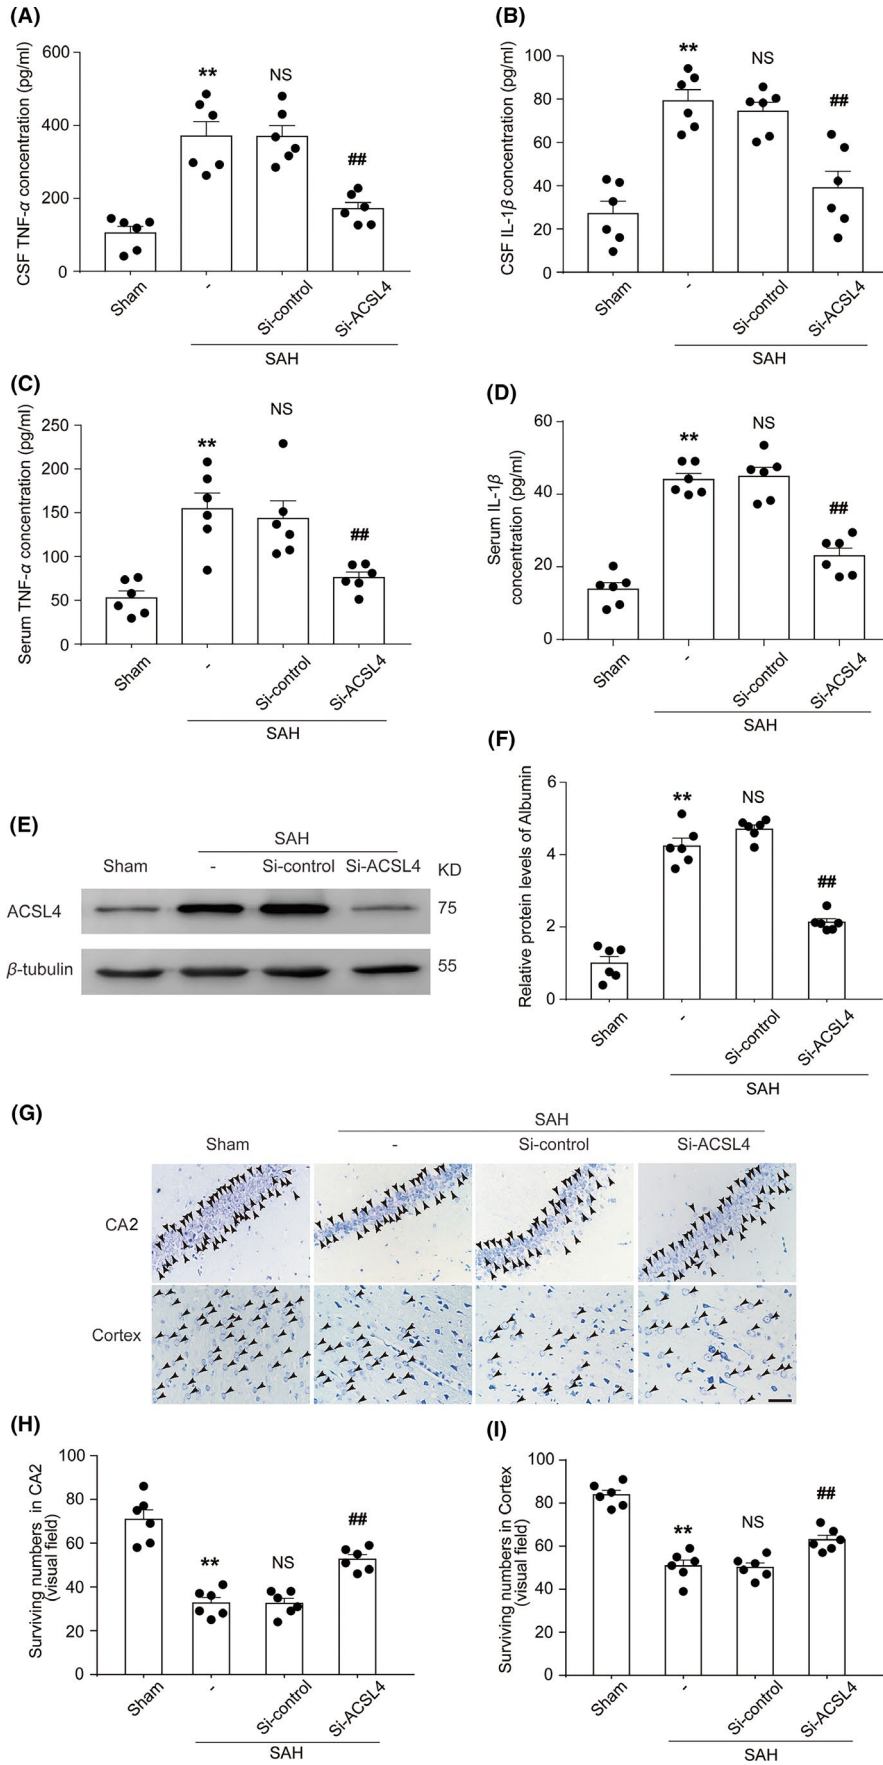 (A)
CSF TNF-α concentration (pg/ml)
600
400
200
0
**
NS
##
Sham
-
Si-control
Si-ACSL4
SAH
(B)
CSF IL-1β concentration (pg/ml)
100
80
60
40
20
0
**
NS
##
Sham
-
Si-control
Si-ACSL4
SAH
(C)
Serum TNF-α concentration (pg/ml)
250
200
150
100
50
0
**
NS
##
Sham
-
Si-control
Si-ACSL4
SAH
(D)
Serum IL-1β
concentration (pg/ml)
60
40
20
0
**
NS
##
Sham
-
Si-control
Si-ACSL4
SAH
(E)
SAH
Sham - Si-control Si-ACSL4 KD
ACSL4 75
β-tubulin 55
(F)
Relative protein levels of Albumin
6
4
2
0
**
NS
##
Sham
-
Si-control
Si-ACSL4
SAH
(G)
SAH
Sham - Si-control Si-ACSL4
CA2
Cortex
(H)
Surviving numbers in CA2
(visual field)
100
80
60
40
20
0
**
NS
##
Sham
-
Si-control
Si-ACSL4
SAH
(I)
Surviving numbers in Cortex
(visual field)
100
80
60
40
20
0
**
NS
##
Sham
-
Si-control
Si-ACSL4
SAH